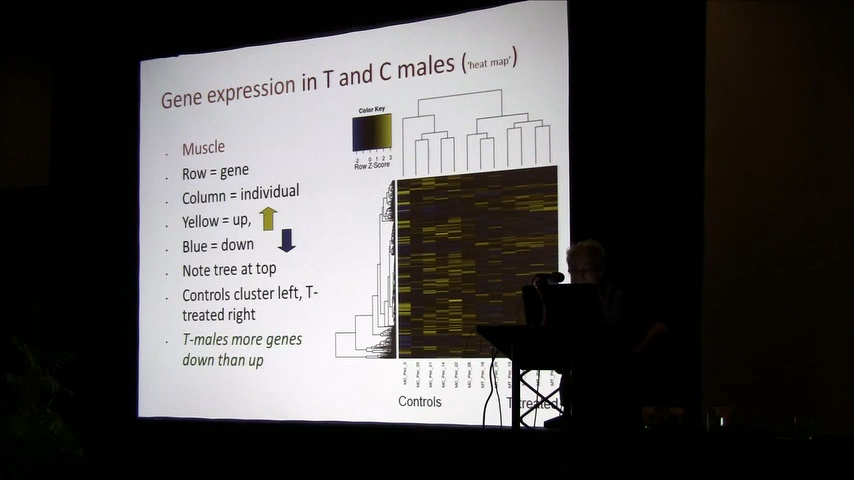 Gene expression in T and C males ('heat map')
Muscle
Row = gene
Column = individual
Yellow = up,
Blue = down
Note tree at top
Controls cluster left, T-
treated right
T-males more genes
down than up
Color Key
-2 0 1 2 3
Row Z-Score
Controls
T treated